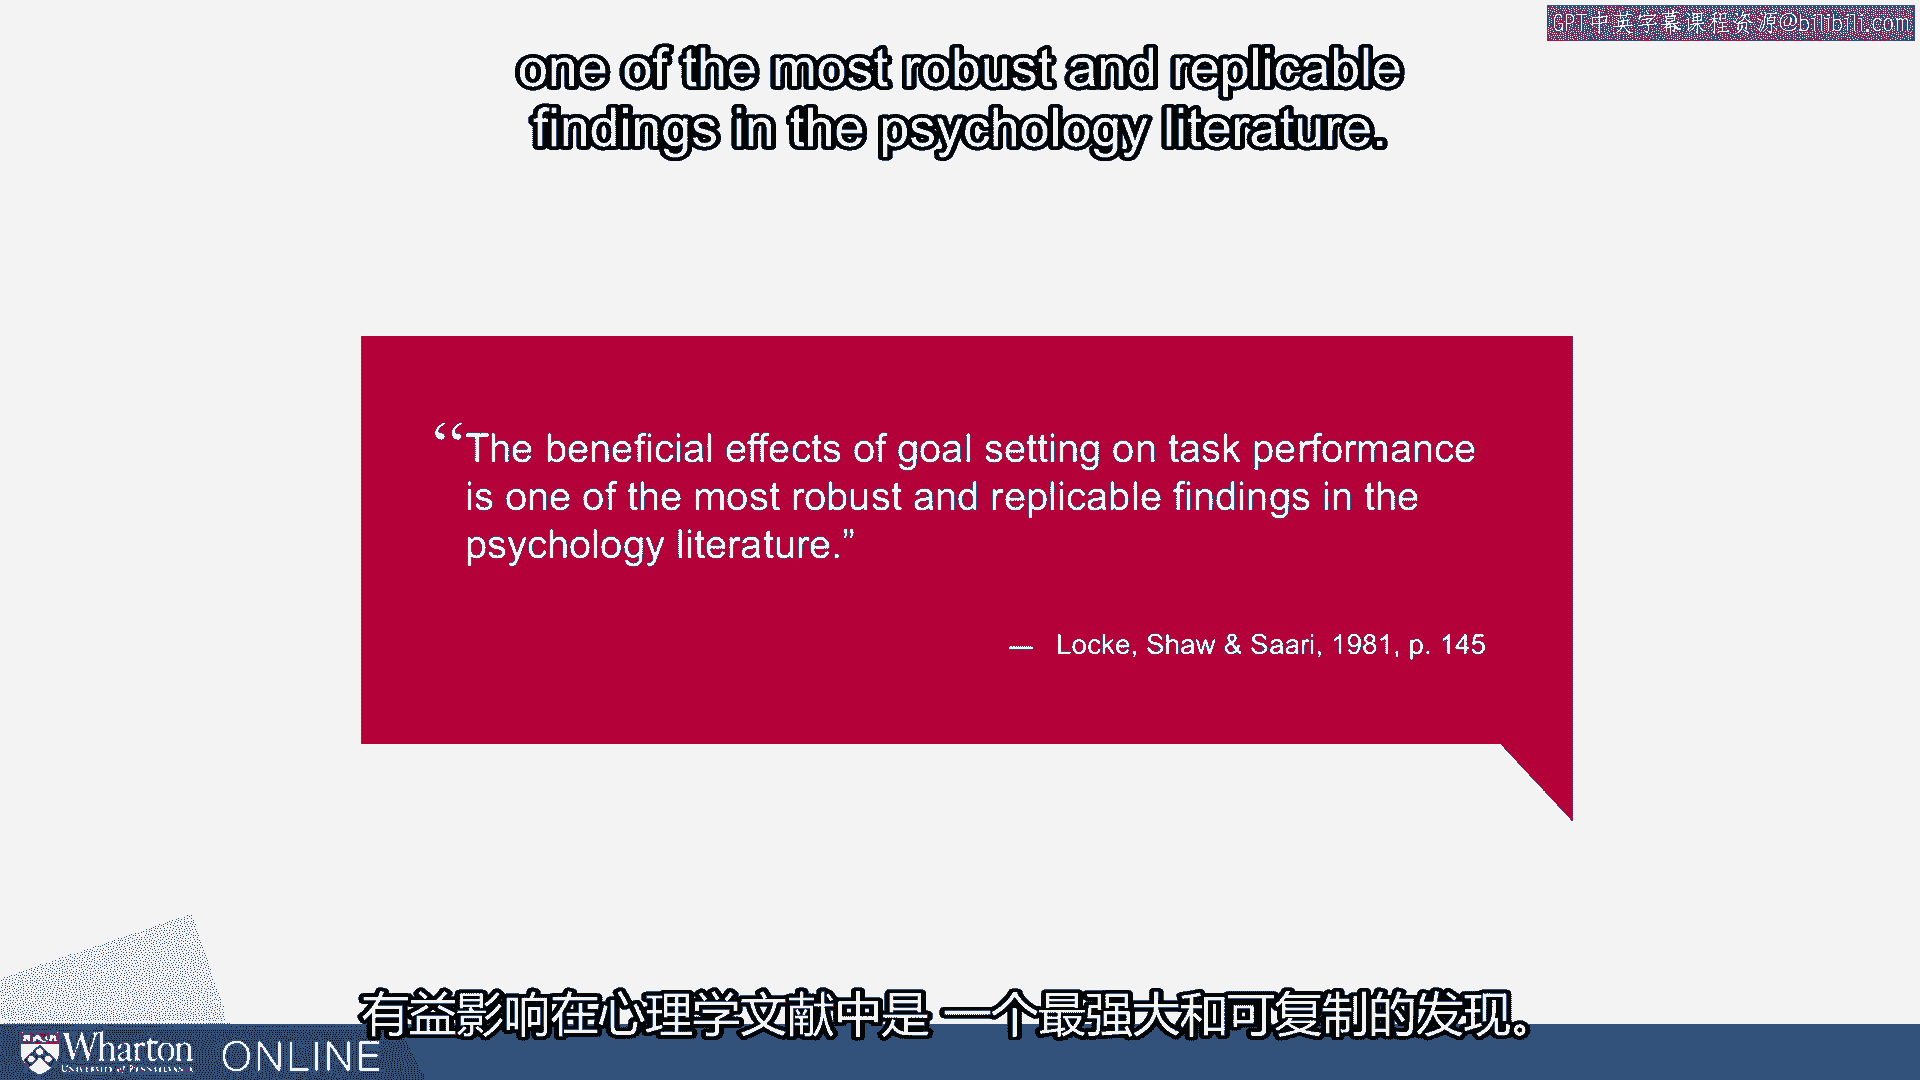 GPT中英字幕课程资源@bilibili.com
one of the most robust and replicable
findings in the psychology literature.
“The beneficial effects of goal setting on task performance
is one of the most robust and replicable findings in the
psychology literature.”
— Locke, Shaw & Saari, 1981, p. 145
有益影响在心理学文献中是 一个最强大和可复制的发现。
Wharton ONLINE
UNIVERSITY of PENNSYLVANIA